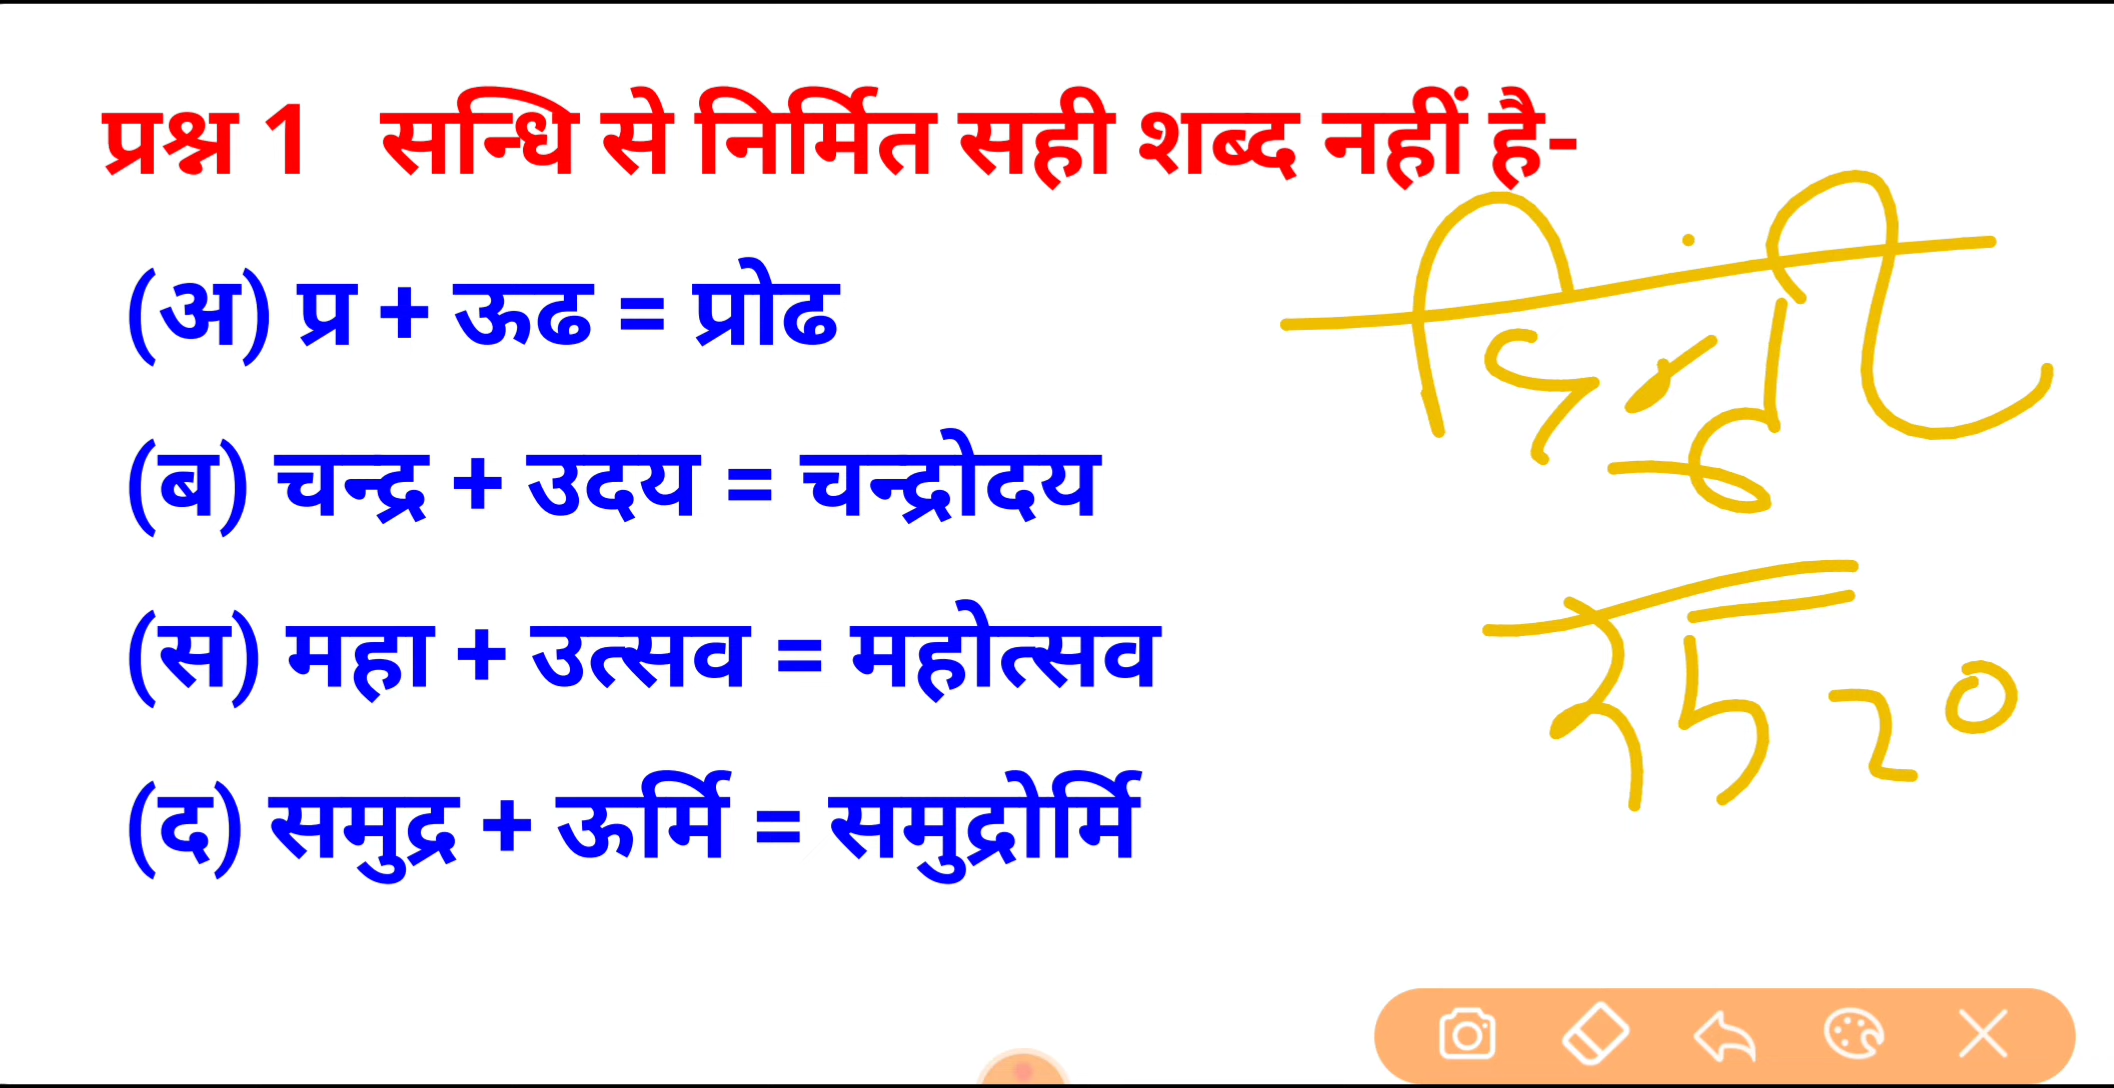 प्रश्न 1 सन्धि से निर्मित सही शब्द नहीं है-
(अ) प्र + ऊढ = प्रोढ
(ब) चन्द्र + उदय = चन्द्रोदय
(स) महा + उत्सव = महोत्सव
(द) समुद्र + ऊर्मि = समुद्रोर्मि
हिन्दी